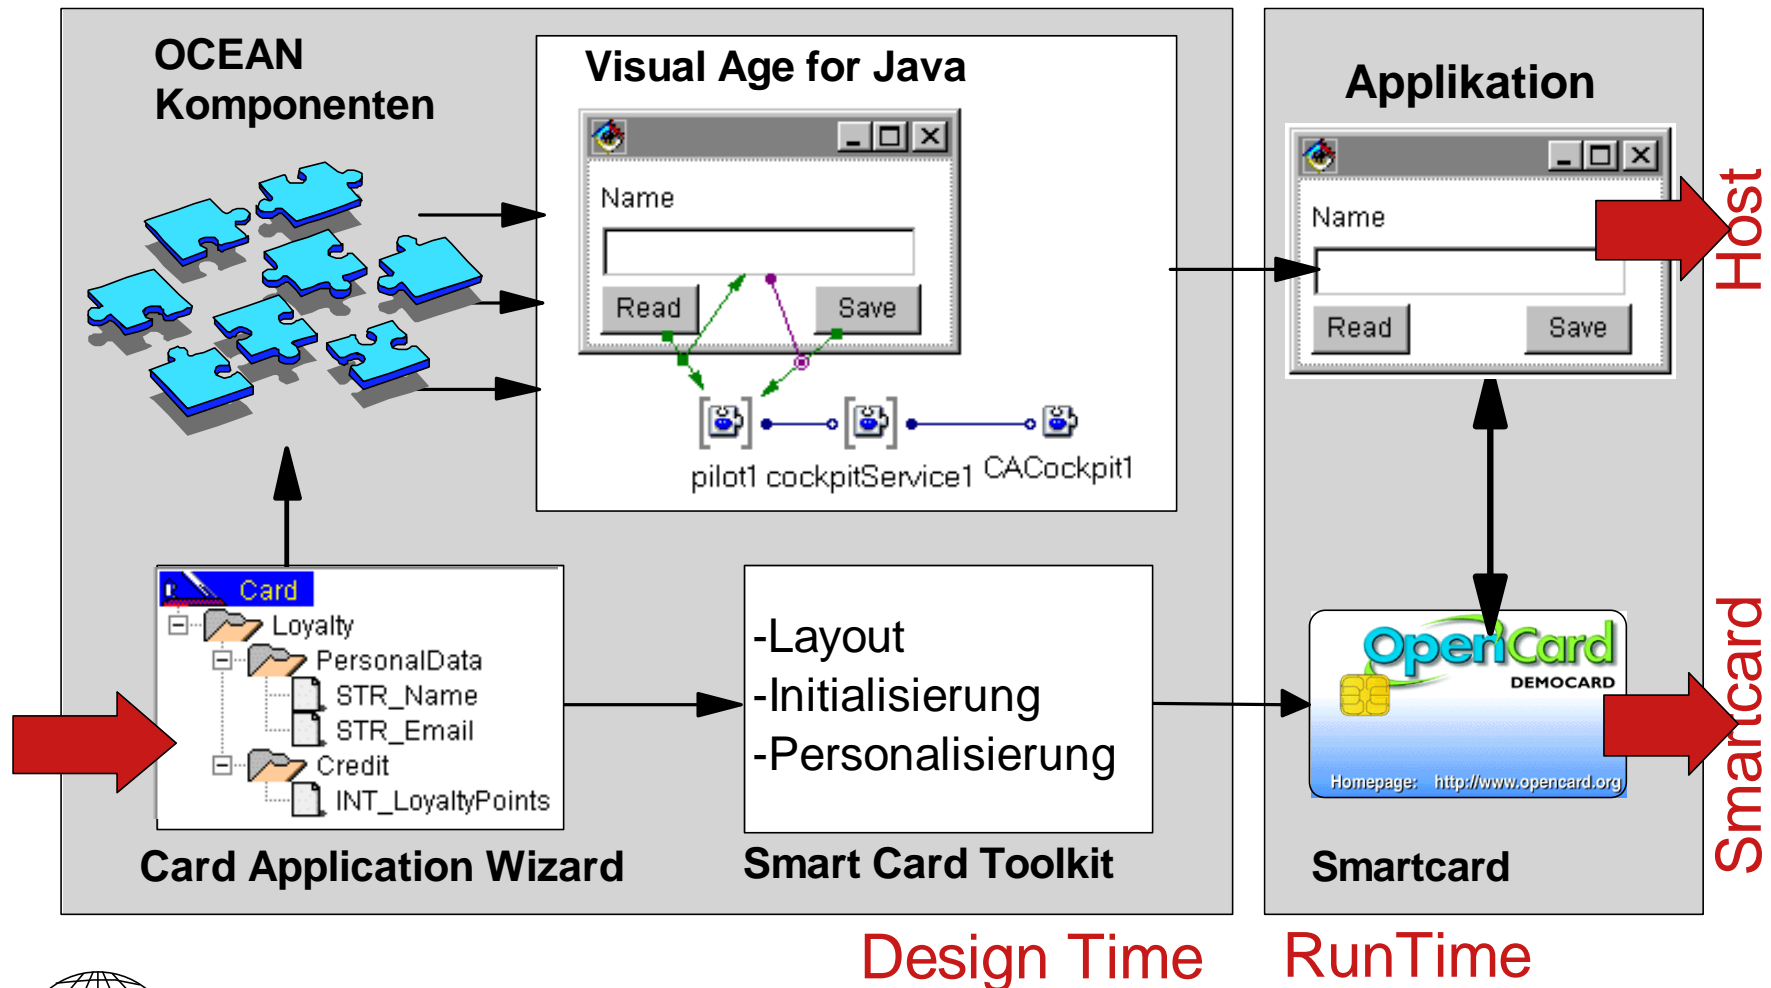 OCEAN
Komponenten
Visual Age for Java
Name
Read
Save
pilot1
cockpitService1
CACockpit1
Applikation
Name
Read
Save
Host
Card
Loyalty
PersonalData
STR_Name
STR_Email
Credit
INT_LoyaltyPoints
Card Application Wizard
-Layout
-Initialisierung
-Personalisierung
Smart Card Toolkit
OpenCard
DEMOCARD
Homepage: http://www.opencard.org
Smartcard
Smartcard
Design Time
RunTime